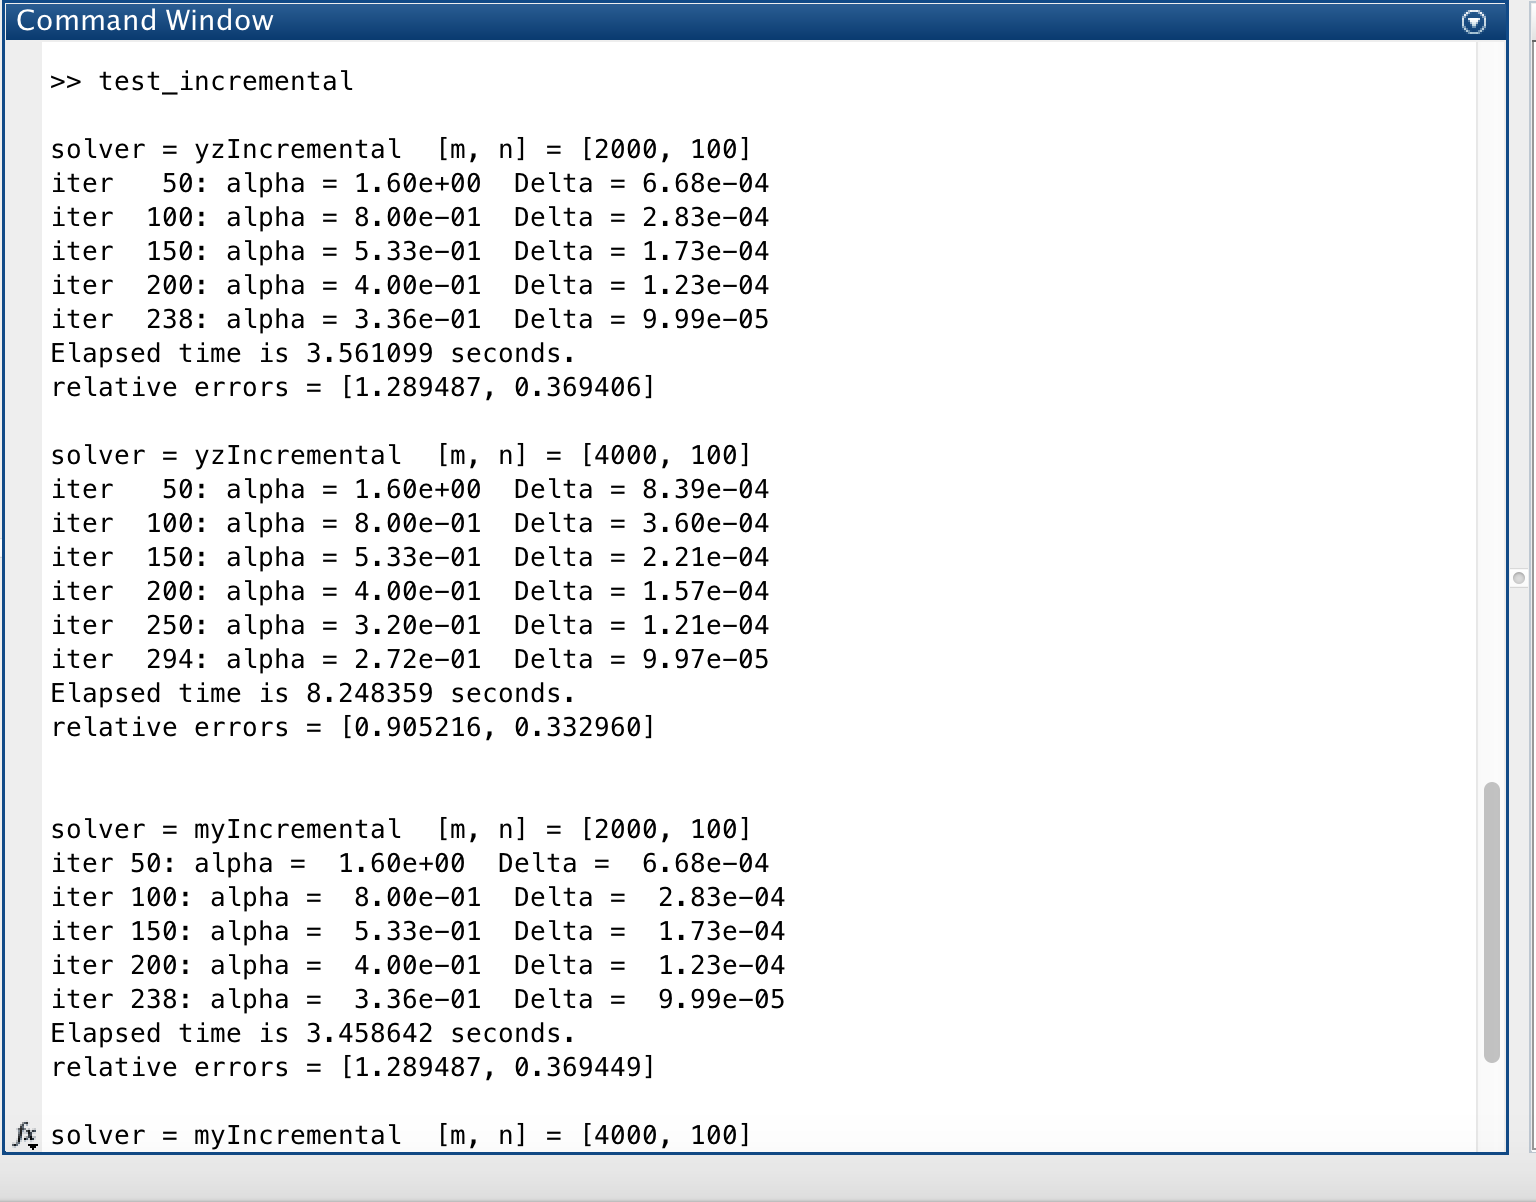 Command Window
>> test_incremental
solver = yzIncremental  [m, n] = [2000, 100]
iter   50: alpha = 1.60e+00  Delta = 6.68e-04
iter  100: alpha = 8.00e-01  Delta = 2.83e-04
iter  150: alpha = 5.33e-01  Delta = 1.73e-04
iter  200: alpha = 4.00e-01  Delta = 1.23e-04
iter  238: alpha = 3.36e-01  Delta = 9.99e-05
Elapsed time is 3.561099 seconds.
relative errors = [1.289487, 0.369406]
solver = yzIncremental  [m, n] = [4000, 100]
iter   50: alpha = 1.60e+00  Delta = 8.39e-04
iter  100: alpha = 8.00e-01  Delta = 3.60e-04
iter  150: alpha = 5.33e-01  Delta = 2.21e-04
iter  200: alpha = 4.00e-01  Delta = 1.57e-04
iter  250: alpha = 3.20e-01  Delta = 1.21e-04
iter  294: alpha = 2.72e-01  Delta = 9.97e-05
Elapsed time is 8.248359 seconds.
relative errors = [0.905216, 0.332960]
solver = myIncremental  [m, n] = [2000, 100]
iter 50: alpha =  1.60e+00  Delta =  6.68e-04
iter 100: alpha =  8.00e-01  Delta =  2.83e-04
iter 150: alpha =  5.33e-01  Delta =  1.73e-04
iter 200: alpha =  4.00e-01  Delta =  1.23e-04
iter 238: alpha =  3.36e-01  Delta =  9.99e-05
Elapsed time is 3.458642 seconds.
relative errors = [1.289487, 0.369449]
fx solver = myIncremental  [m, n] = [4000, 100]